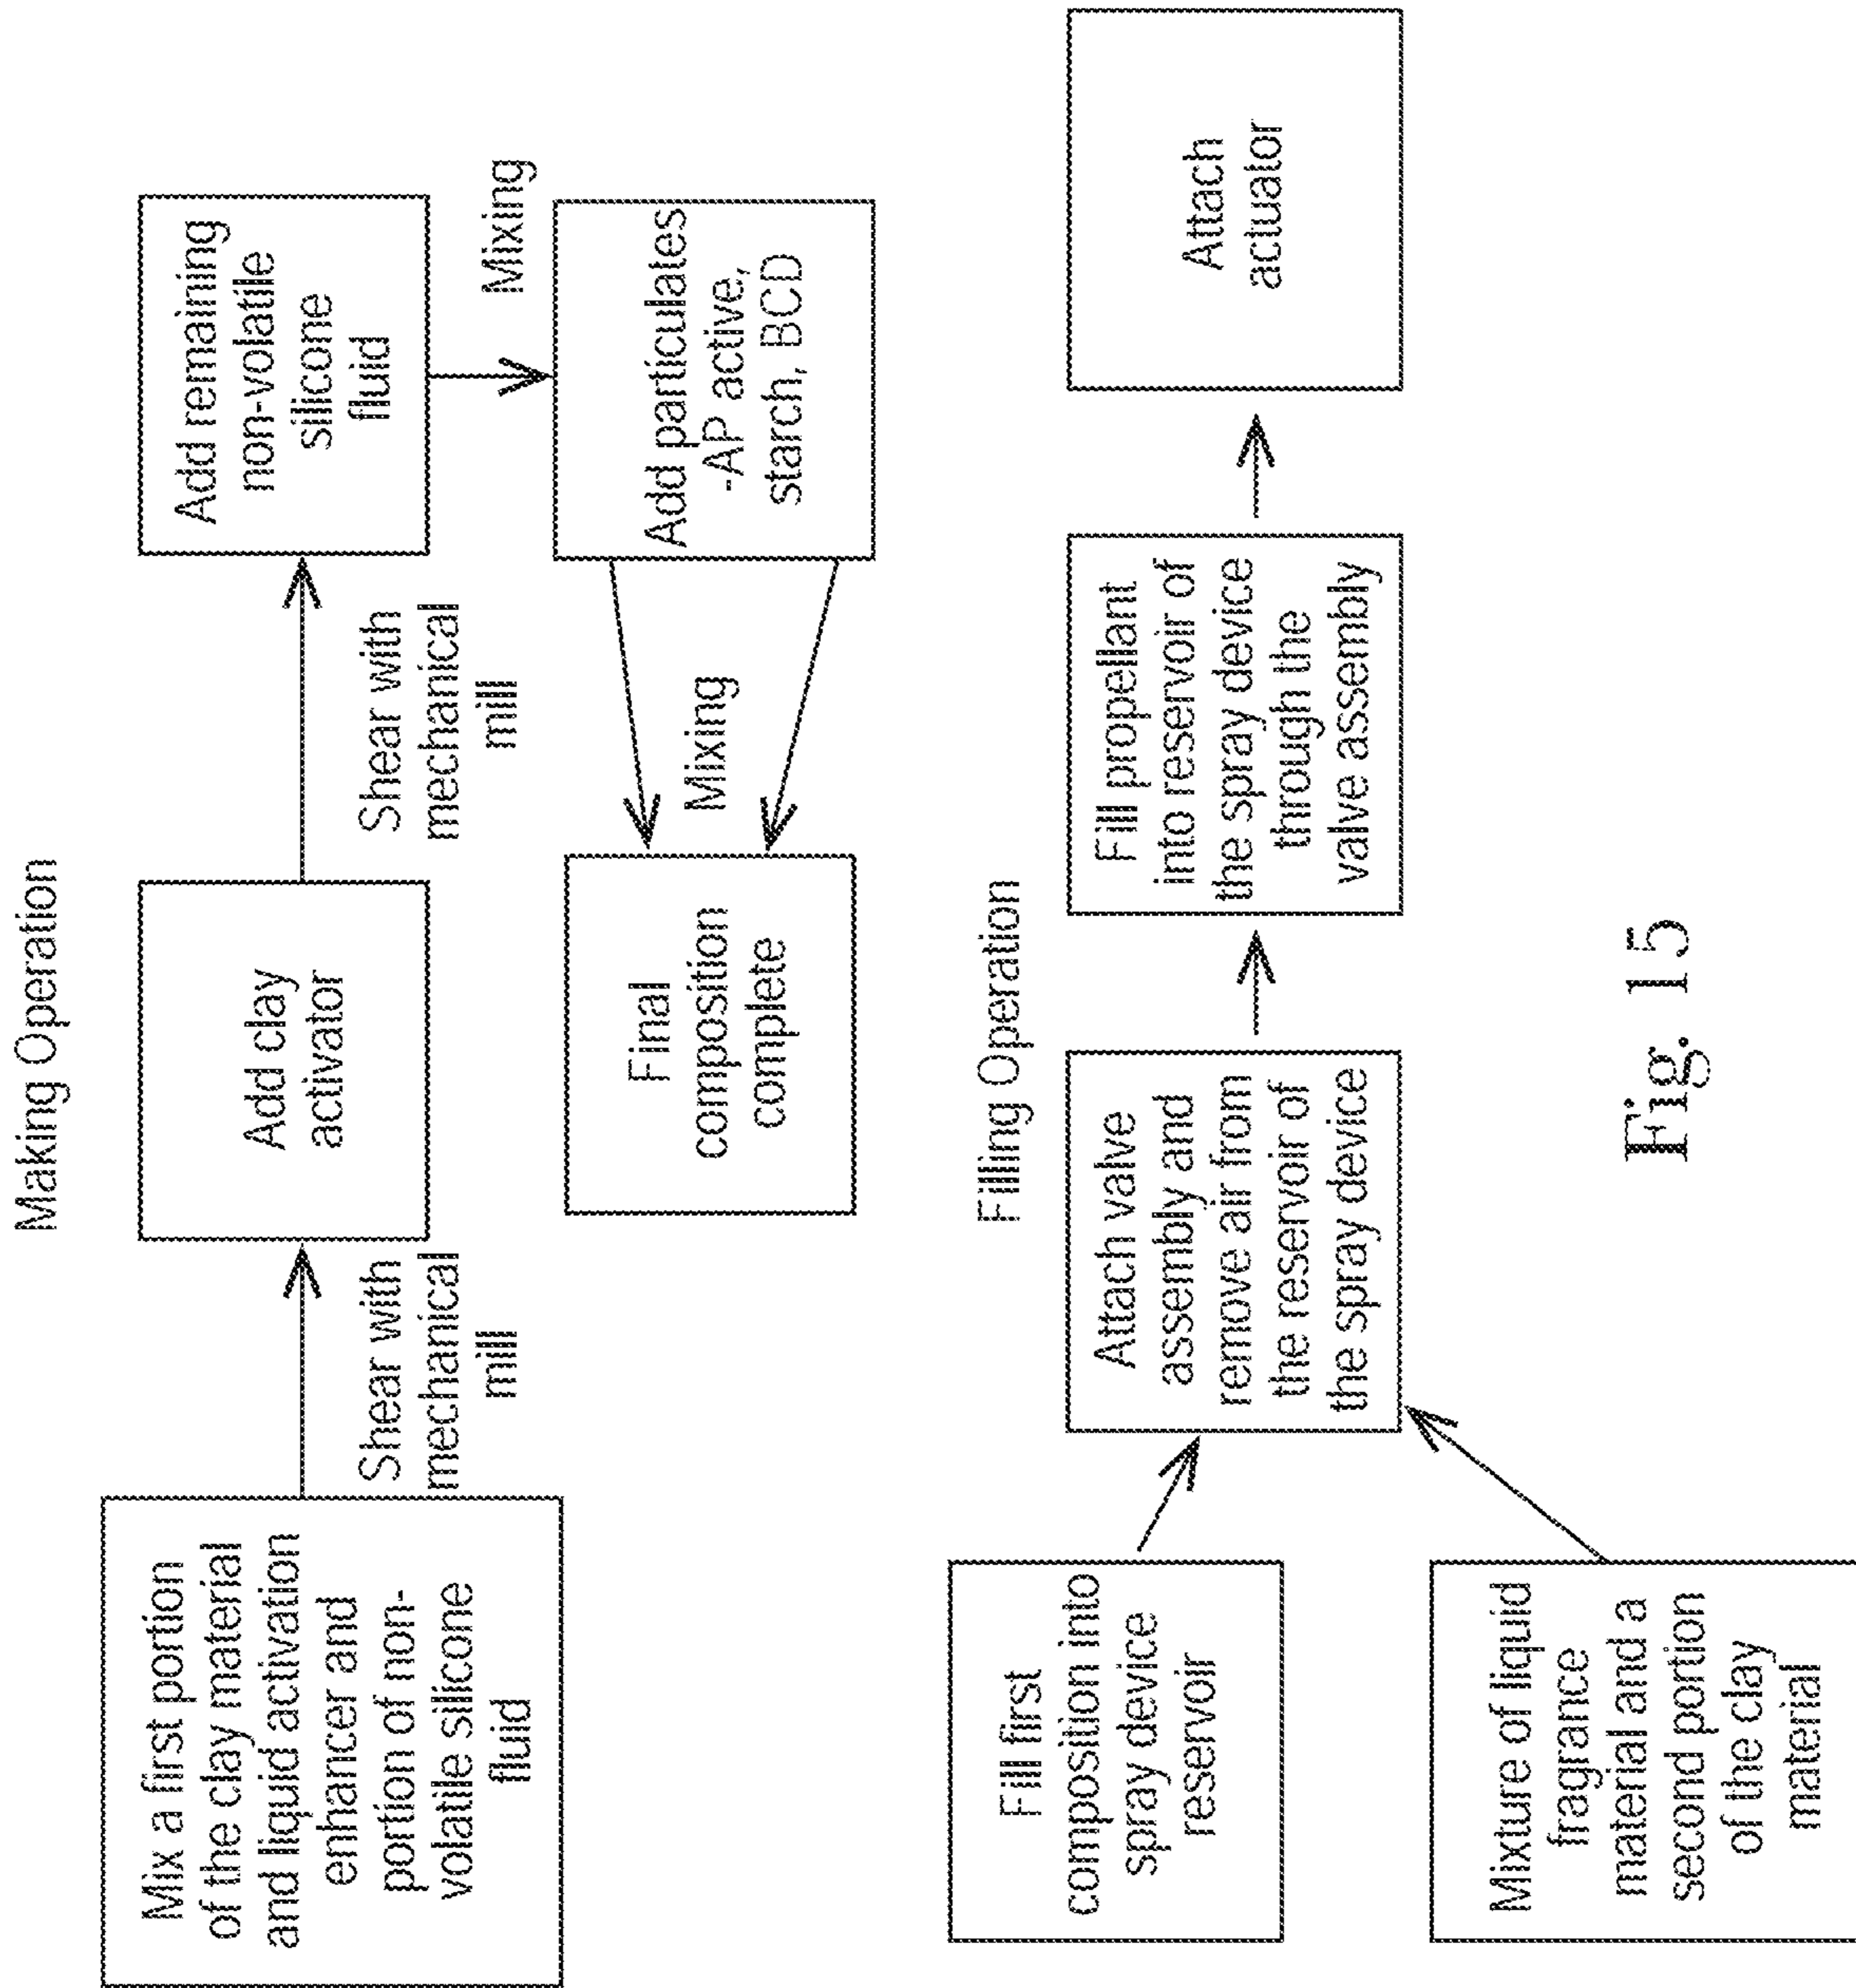 Making Operation
Mix a first portion
of the clay material
and liquid activation
enhancer and
portion of non-
volatile silicone
fluid
Shear with
mechanical
mill
Add clay
activator
Shear with
mechanical
mill
Add remaining
non-volatile
silicone
fluid
Mixing
Add particulates
-AP active,
starch, BCD
Mixing
Final
composition
complete
Filling Operation
Fill first
composition into
spray device
reservoir
Mixture of liquid
fragrance
material and a
second portion
of the clay
material
Attach valve
assembly and
remove air from
the reservoir of
the spray device
Fill propellant
into reservoir of
the spray device
through the
valve assembly
Attach
actuator
Fig. 15